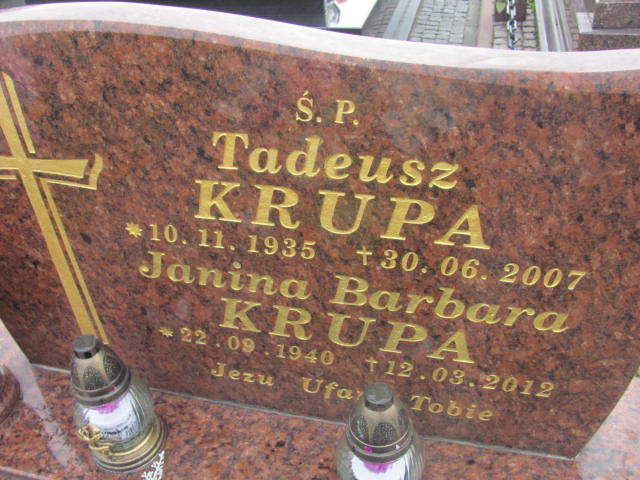 Ś. P.
Tadeusz
KRUPA
*10.11.1935 †30.06.2007
Janina Barbara
KRUPA
*22.09.1940 †12.03.2012
Jezu Ufam Tobie